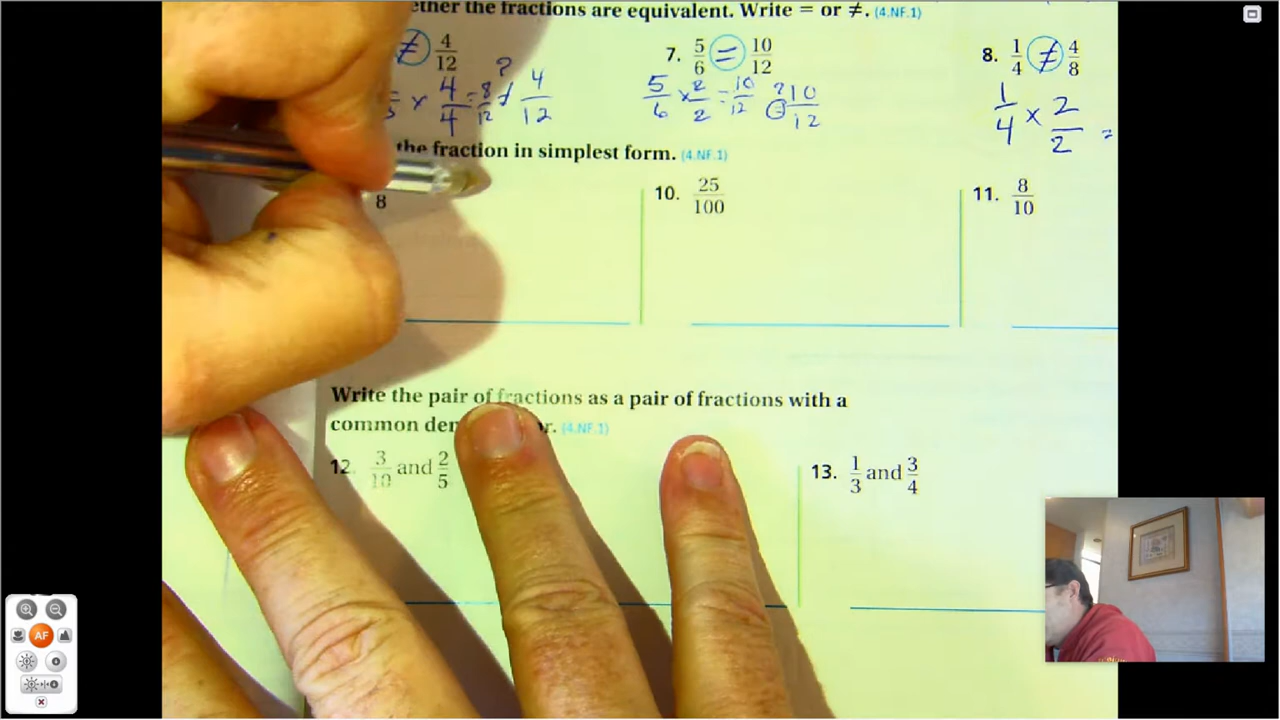 ether the fractions are equivalent. Write = or ≠. (4.NF.1)
≠ 4/12
7. 5/6 = 10/12
8. 1/4 ≠ 4/8
× 4/4 = 8/12 ≠ 4/12
?
5/6 × 2/2 = 10/12 = 10/12
?
1/4 × 2/2 =
the fraction in simplest form. (4.NF.1)
8
10. 25/100
11. 8/10
Write the pair of fractions as a pair of fractions with a
common der r. (4.NF.1)
12. 3/10 and 2/5
13. 1/3 and 3/4
AF